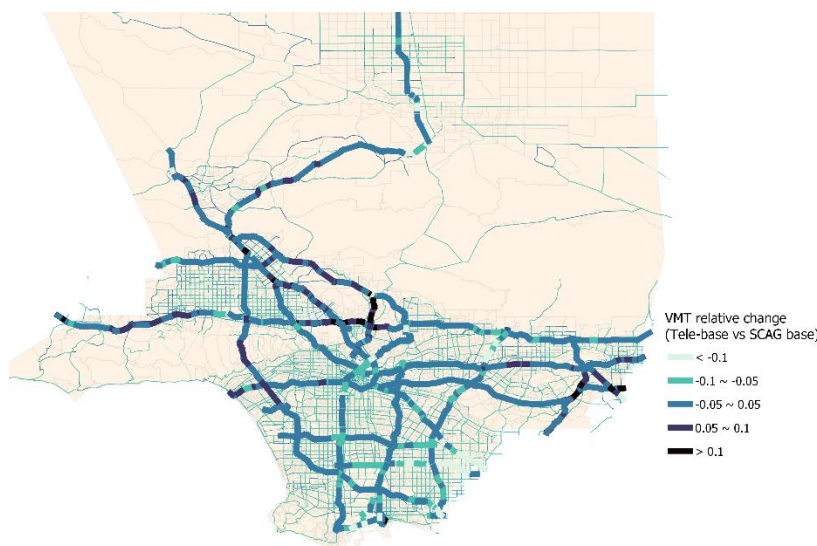 VMT relative change
(Tele-base vs SCAG base)
< -0.1
-0.1 ~ -0.05
-0.05 ~ 0.05
0.05 ~ 0.1
> 0.1